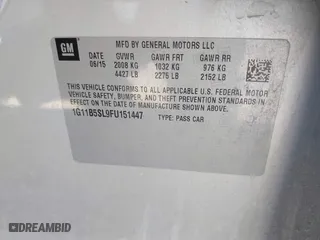 GM
MFD BY GENERAL MOTORS LLC
DATE GVWR GAWR FRT GAWR RR
06/15 2008 KG 1032 KG 976 KG
4427 LB 2276 LB 2152 LB
THIS VEHICLE CONFORMS TO ALL APPLICABLE U.S. FEDERAL MOTOR
VEHICLE SAFETY, BUMPER, AND THEFT PREVENTION STANDARDS IN
EFFECT ON THE DATE OF MANUFACTURE SHOWN ABOVE.
1G11B5SL9FU151447
TYPE: PASS CAR
DREAMBID